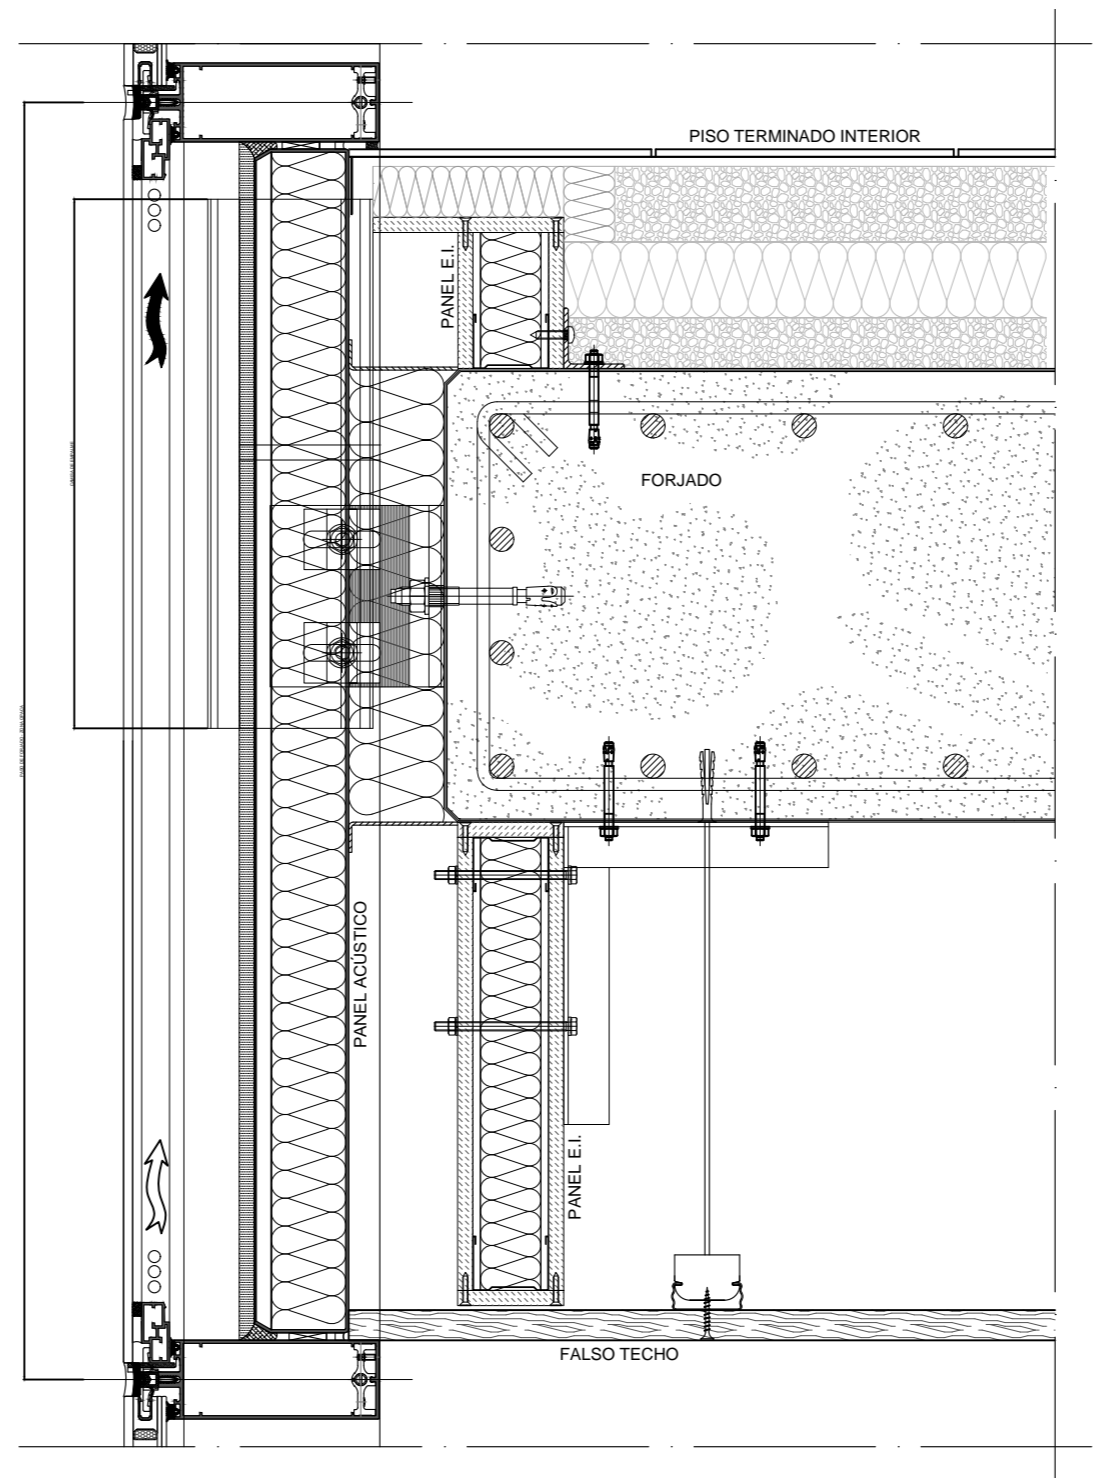 PISO TERMINADO INTERIOR
PANEL E.I.
FORJADO
PANEL ACÚSTICO
PANEL E.I.
FALSO TECHO